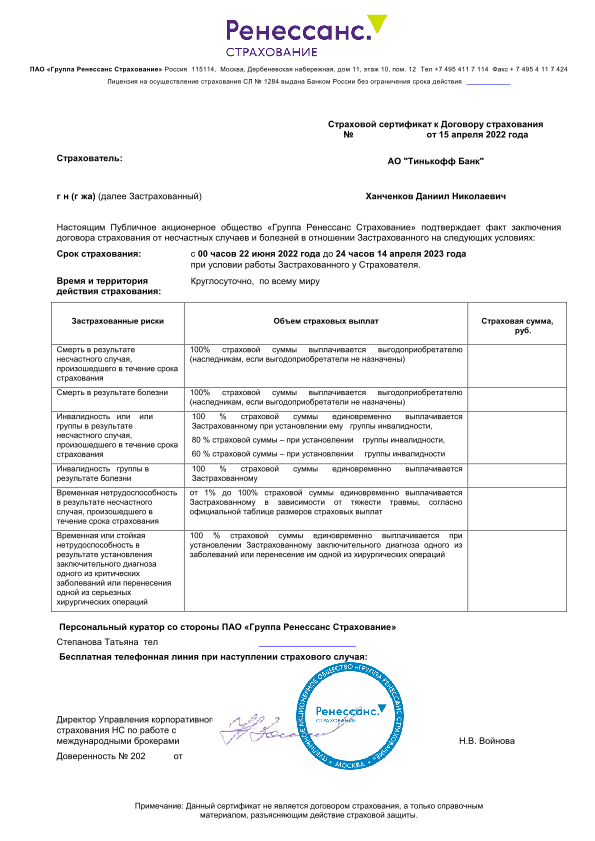 Ренессанс.
СТРАХОВАНИЕ
ПАО «Группа Ренессанс Страхование» Россия 115114, Москва, Дербеневская набережная, дом 11, этаж 10, пом. 12 Тел +7 495 411 7 114 Факс + 7 495 4 11 7 424
Лицензия на осуществление страхования СЛ № 1284 выдана Банком России без ограничения срока действия
Страховой сертификат к Договору страхования
№ от 15 апреля 2022 года
Страхователь:
АО "Тинькофф Банк"
г н (г жа) (далее Застрахованный)
Ханченков Даниил Николаевич
Настоящим Публичное акционерное общество «Группа Ренессанс Страхование» подтверждает факт заключения
договора страхования от несчастных случаев и болезней в отношении Застрахованного на следующих условиях:
Срок страхования:
с 00 часов 22 июня 2022 года до 24 часов 14 апреля 2023 года
при условии работы Застрахованного у Страхователя.
Время и территория
действия страхования:
Круглосуточно, по всему миру
Застрахованные риски
Объем страховых выплат
Страховая сумма,
руб.
Смерть в результате
несчастного случая,
произошедшего в течение срока
страхования
100% страховой суммы выплачивается выгодоприобретателю
(наследникам, если выгодоприобретатели не назначены)
Смерть в результате болезни
100% страховой суммы выплачивается выгодоприобретателю
(наследникам, если выгодоприобретатели не назначены)
Инвалидность или или
группы в результате
несчастного случая,
произошедшего в течение срока
страхования
100 % страховой суммы единовременно выплачивается
Застрахованному при установлении ему группы инвалидности,
80 % страховой суммы – при установлении группы инвалидности,
60 % страховой суммы – при установлении группы инвалидности
Инвалидность группы в
результате болезни
100 % страховой суммы единовременно выплачивается
Застрахованному
Временная нетрудоспособность
в результате несчастного
случая, произошедшего в
течение срока страхования
от 1% до 100% страховой суммы единовременно выплачивается
Застрахованному в зависимости от тяжести травмы, согласно
официальной таблице размеров страховых выплат
Временная или стойкая
нетрудоспособность в
результате установления
заключительного диагноза
одного из критических
заболеваний или перенесения
одной из серьезных
хирургических операций
100 % страховой суммы единовременно выплачивается при
установлении Застрахованному заключительного диагноза одного из
заболеваний или перенесение им одной из хирургических операций
Персональный куратор со стороны ПАО «Группа Ренессанс Страхование»
Степанова Татьяна тел
Бесплатная телефонная линия при наступлении страхового случая:
ПУБЛИЧНОЕ АКЦИОНЕРНОЕ ОБЩЕСТВО «ГРУППА РЕНЕССАНС СТРАХОВАНИЕ»
Ренессанс.
СТРАХОВАНИЕ
• МОСКВА •
Директор Управления корпоративног
страхования НС по работе с
международными брокерами
Н.В. Войнова
Доверенность № 202 от
Примечание: Данный сертификат не является договором страхования, а только справочным
материалом, разъясняющим действие страховой защиты.